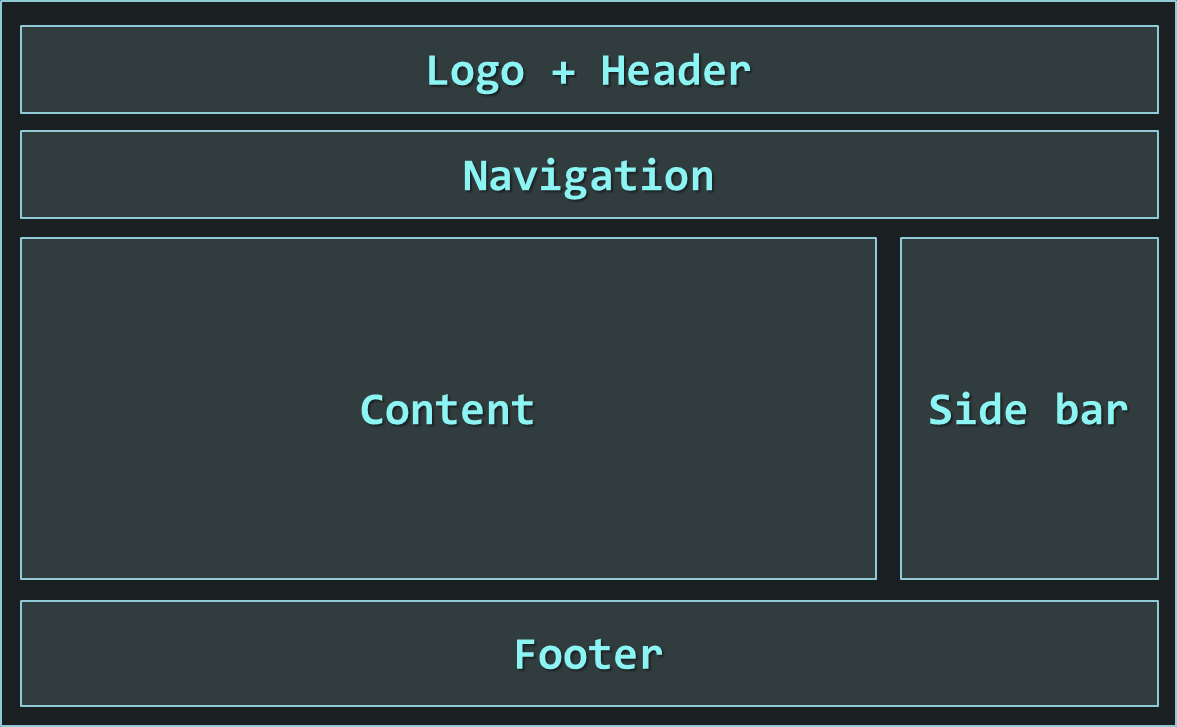 Logo + Header
Navigation
Content
Side bar
Footer